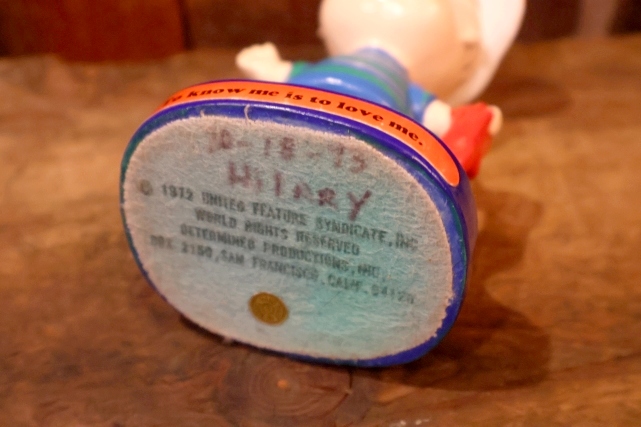 To know me is to love me.
10-18-75
HilARY
© 1972 UNITED FEATURE SYNDICATE, INC.
WORLD RIGHTS RESERVED
DETERMINED PRODUCTIONS, INC.
BOX 2150, SAN FRANCISCO, CALIF. 94126